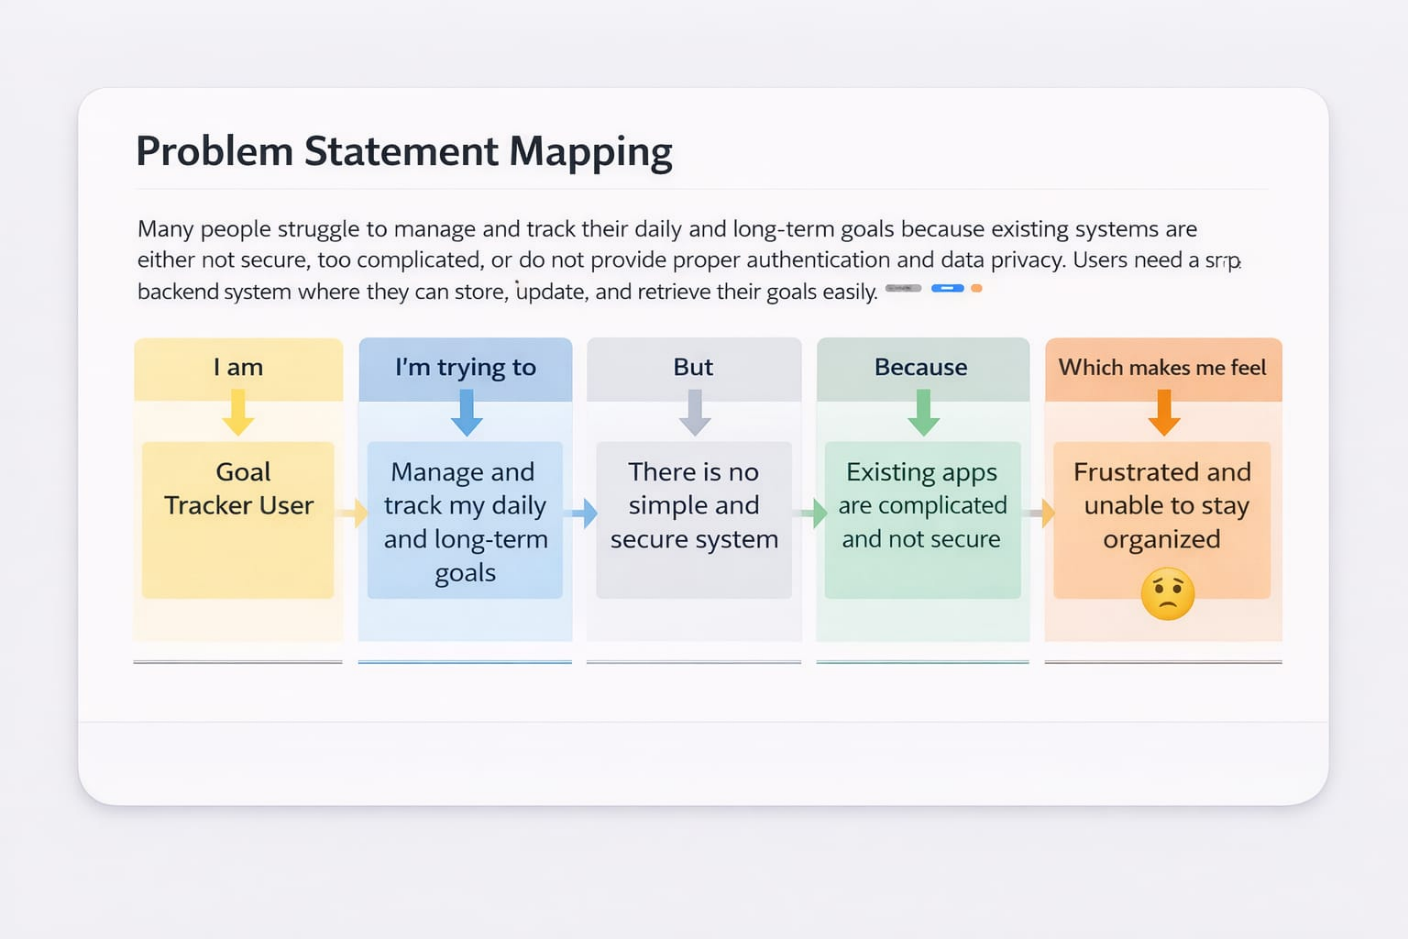 Problem Statement Mapping
Many people struggle to manage and track their daily and long-term goals because existing systems are
either not secure, too complicated, or do not provide proper authentication and data privacy. Users need a
backend system where they can store, update, and retrieve their goals easily.
I am
I'm trying to
But
Because
Which makes me feel
Goal
Tracker User
Manage and
track my daily
and long-term
goals
There is no
simple and
secure system
Existing apps
are complicated
and not secure
Frustrated and
unable to stay
organized